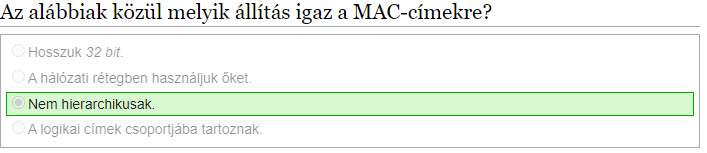 Az alábbiak közül melyik állítás igaz a MAC-címekre?
Hosszuk 32 bit.
A hálózati rétegben használjuk őket.
Nem hierarchikusak.
A logikai címek csoportjába tartoznak.